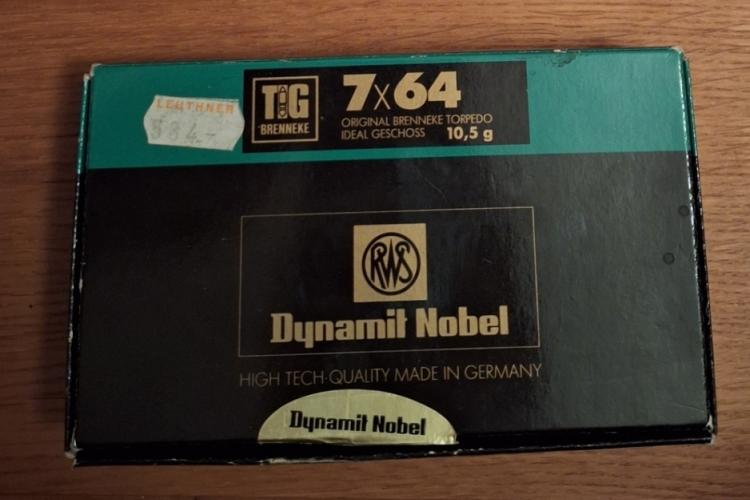 LEUTHNER
TIG
BRENNEKE
7x64
ORIGINAL BRENNEKE TORPEDO
IDEAL GESCHOSS 10,5 g
RWS
Dynamit Nobel
HIGH TECH-QUALITY MADE IN GERMANY
Dynamit Nobel